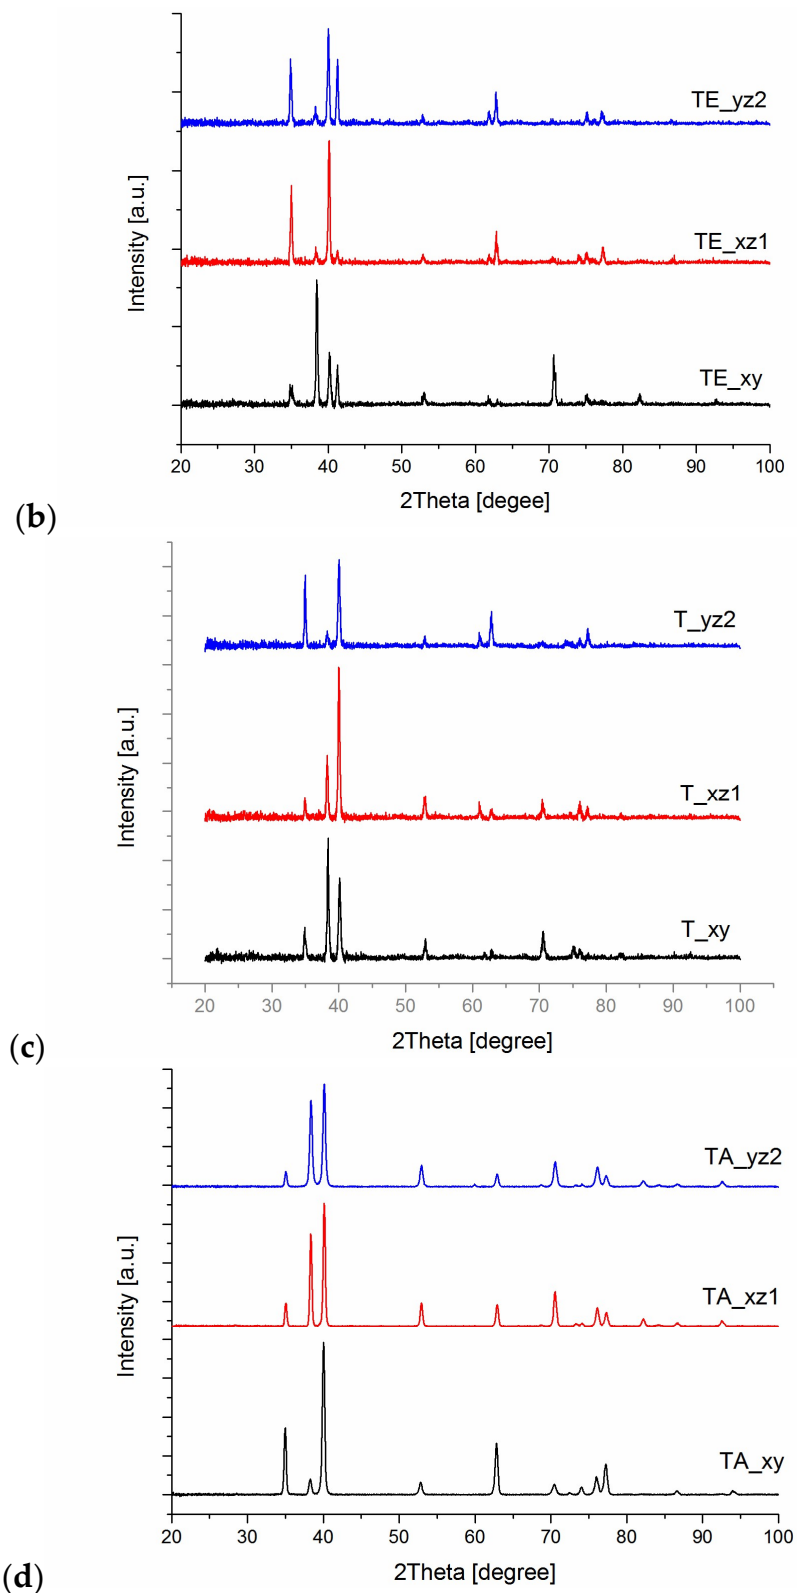 TE_yz2
TE_xz1
TE_xy
Intensity [a.u.]
20 30 40 50 60 70 80 90 100
2Theta [degee]
(b)
T_yz2
T_xz1
T_xy
Intensity [a.u.]
20 30 40 50 60 70 80 90 100
2Theta [degree]
(c)
TA_yz2
TA_xz1
TA_xy
Intensity [a.u.]
20 30 40 50 60 70 80 90 100
2Theta [degree]
(d)